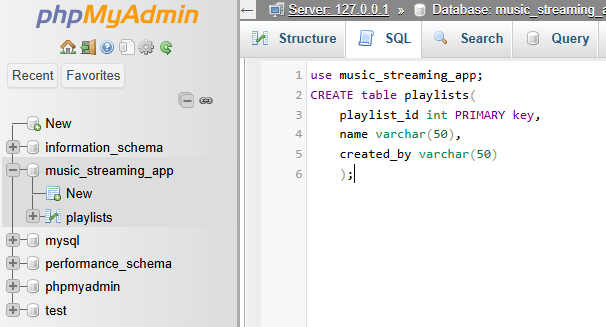 phpMyAdmin
Recent Favorites
New
information_schema
music_streaming_app
New
playlists
mysql
performance_schema
phpmyadmin
test
Server: 127.0.0.1 » Database: music_streaming_a
Structure SQL Search Query
1 use music_streaming_app;
2 CREATE table playlists(
3 playlist_id int PRIMARY key,
4 name varchar(50),
5 created_by varchar(50)
6 );